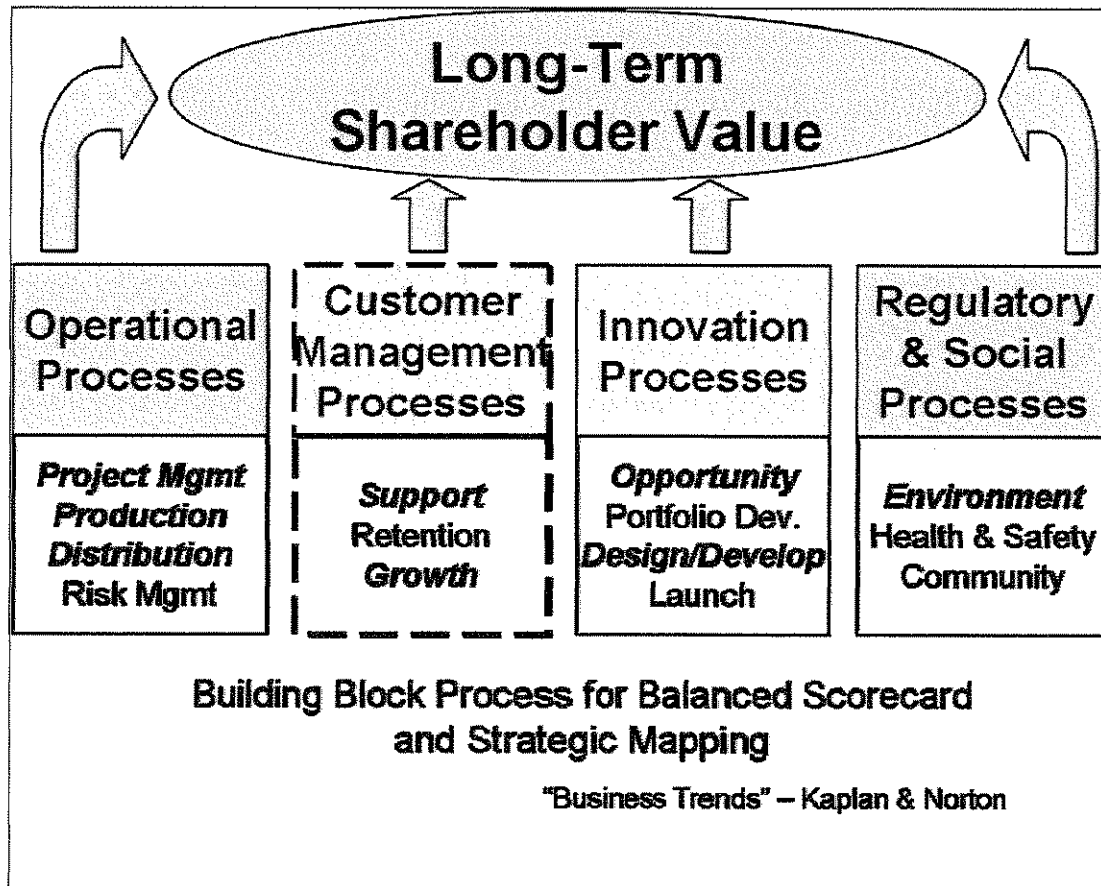 Long-Term
Shareholder Value
Operational
Processes
Customer
Management
Processes
Innovation
Processes
Regulatory
& Social
Processes
Project Mgmt
Production
Distribution
Risk Mgmt
Support
Retention
Growth
Opportunity
Portfolio Dev.
Design/Develop
Launch
Environment
Health & Safety
Community
Building Block Process for Balanced Scorecard
and Strategic Mapping
"Business Trends" – Kaplan & Norton